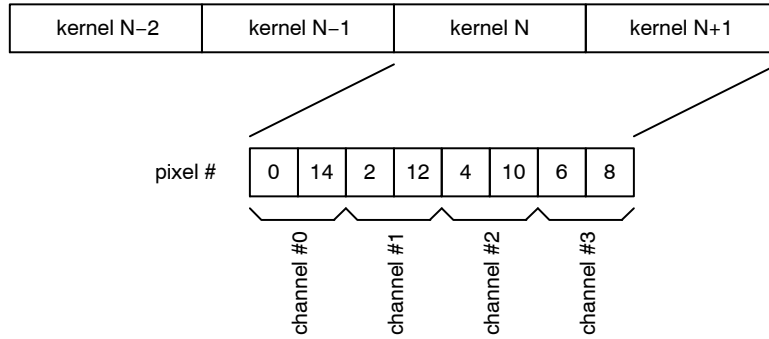 kernel N−2 kernel N−1 kernel N kernel N+1
pixel # 0 14 2 12 4 10 6 8
channel #0 channel #1 channel #2 channel #3